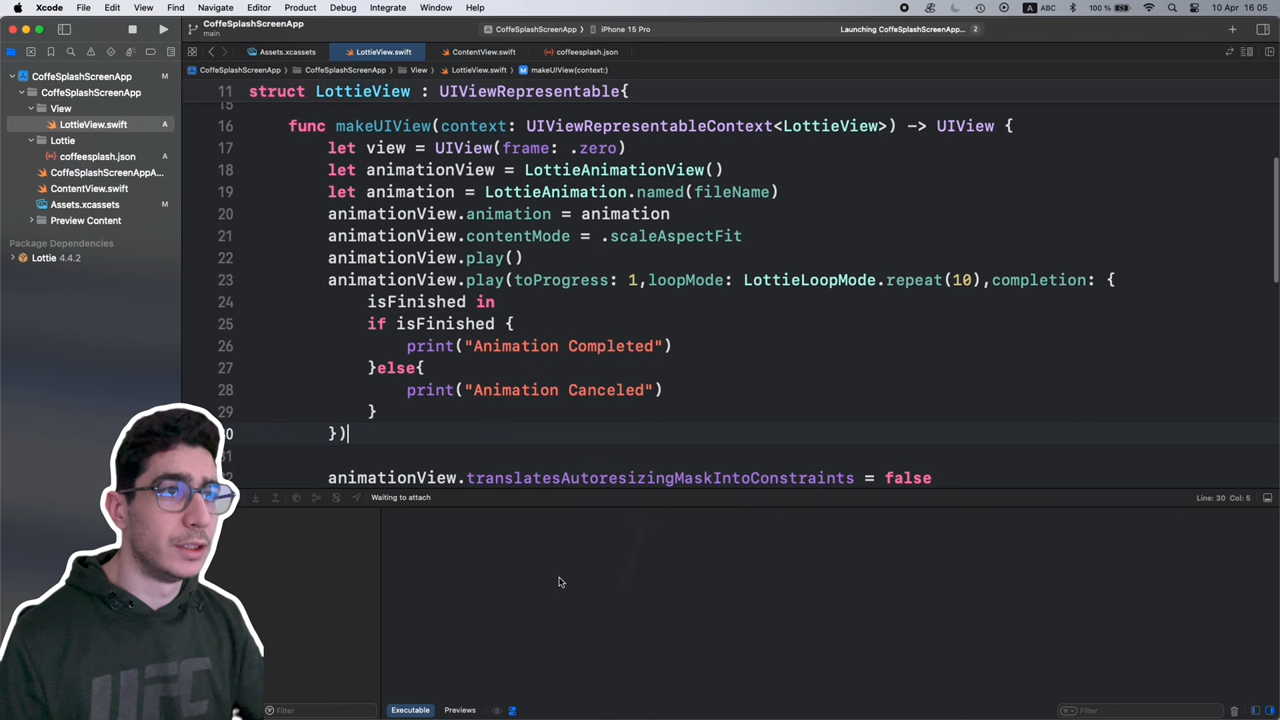 Xcode File Edit View Find Navigate Editor Product Debug Integrate Window Help ABC 100 % 10 Apr 16 05
CoffeSplashScreenApp
main
CoffeSplashScreenApp iPhone 15 Pro
Launching CoffeSplashScreenApp... 2
Assets.xcassets LottieView.swift ContentView.swift coffeesplash.json
CoffeSplashScreenApp CoffeSplashScreenApp View LottieView.swift makeUIView(context:)
CoffeSplashScreenApp M
CoffeSplashScreenApp
View
LottieView.swift A
Lottie
coffeesplash.json A
CoffeSplashScreenAppA... M
ContentView.swift M
Assets.xcassets M
Preview Content
Package Dependencies
Lottie 4.4.2
11 struct LottieView : UIViewRepresentable{
15
16 func makeUIView(context: UIViewRepresentableContext<LottieView>) -> UIView {
17 let view = UIView(frame: .zero)
18 let animationView = LottieAnimationView()
19 let animation = LottieAnimation.named(fileName)
20 animationView.animation = animation
21 animationView.contentMode = .scaleAspectFit
22 animationView.play()
23 animationView.play(toProgress: 1,loopMode: LottieLoopMode.repeat(10),completion: {
24 isFinished in
25 if isFinished {
26 print("Animation Completed")
27 }else{
28 print("Animation Canceled")
29 }
30 })
animationView.translatesAutoresizingMaskIntoConstraints = false
Waiting to attach
Line: 30 Col: 5
Filter
Executable Previews
Filter
UFC